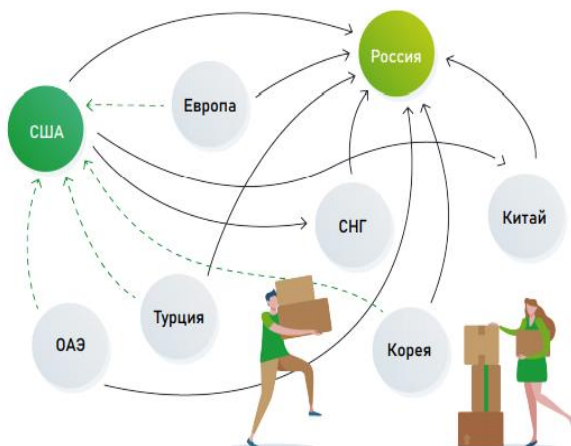 Россия
Европа
США
СНГ
Китай
Турция
ОАЭ
Корея